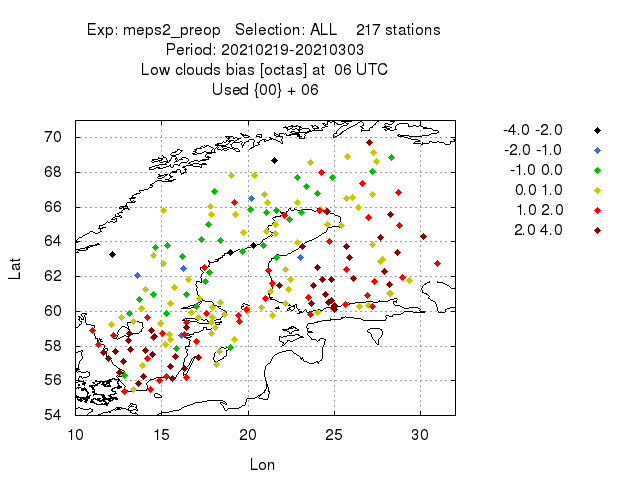 Exp: meps2_preop   Selection: ALL    217 stations
Period: 20210219-20210303
Low clouds bias [octas] at  06 UTC
Used {00} + 06
70
68
66
64
62
60
58
56
54
Lat
10 15 20 25 30
Lon
-4.0 -2.0
-2.0 -1.0
-1.0 0.0
0.0 1.0
1.0 2.0
2.0 4.0